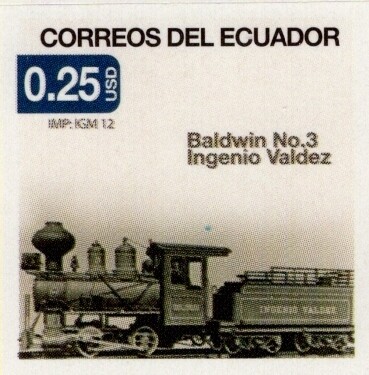 CORREOS DEL ECUADOR
0.25 USD
IMP: IGM 12
Baldwin No.3
Ingenio Valdez
INGENIO VALDEZ